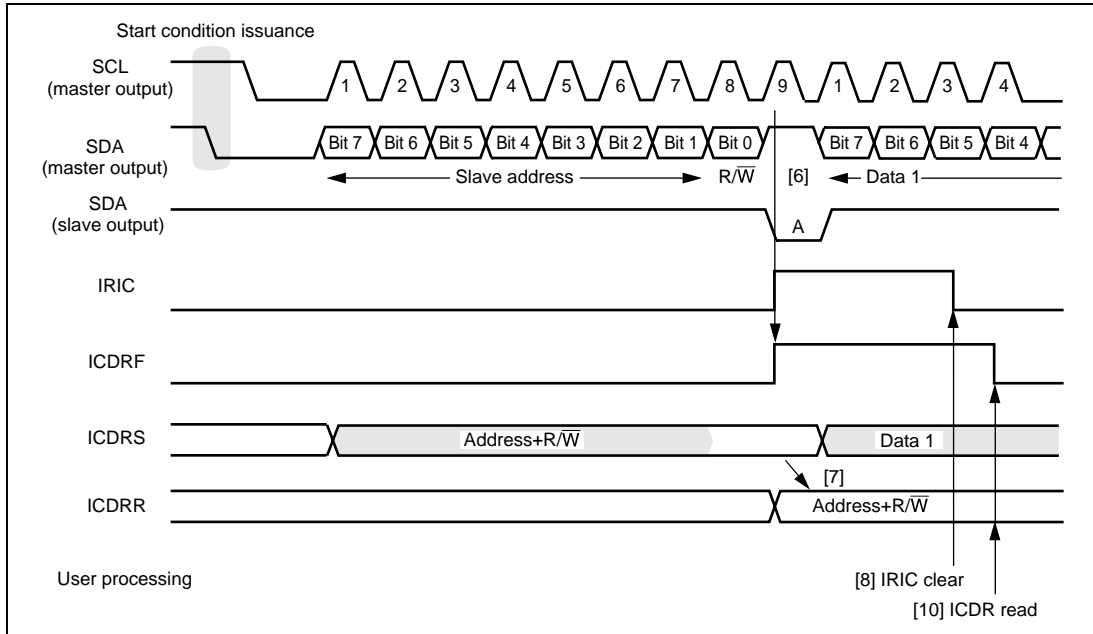 Start condition issuance
SCL
(master output)
1 2 3 4 5 6 7 8 9 1 2 3 4
SDA
(master output)
Bit 7 Bit 6 Bit 5 Bit 4 Bit 3 Bit 2 Bit 1 Bit 0 Bit 7 Bit 6 Bit 5 Bit 4
Slave address R/W̅ [6] Data 1
SDA
(slave output)
A
IRIC
ICDRF
ICDRS
Address+R/W̅ Data 1
[7]
ICDRR
Address+R/W̅
User processing
[8] IRIC clear
[10] ICDR read